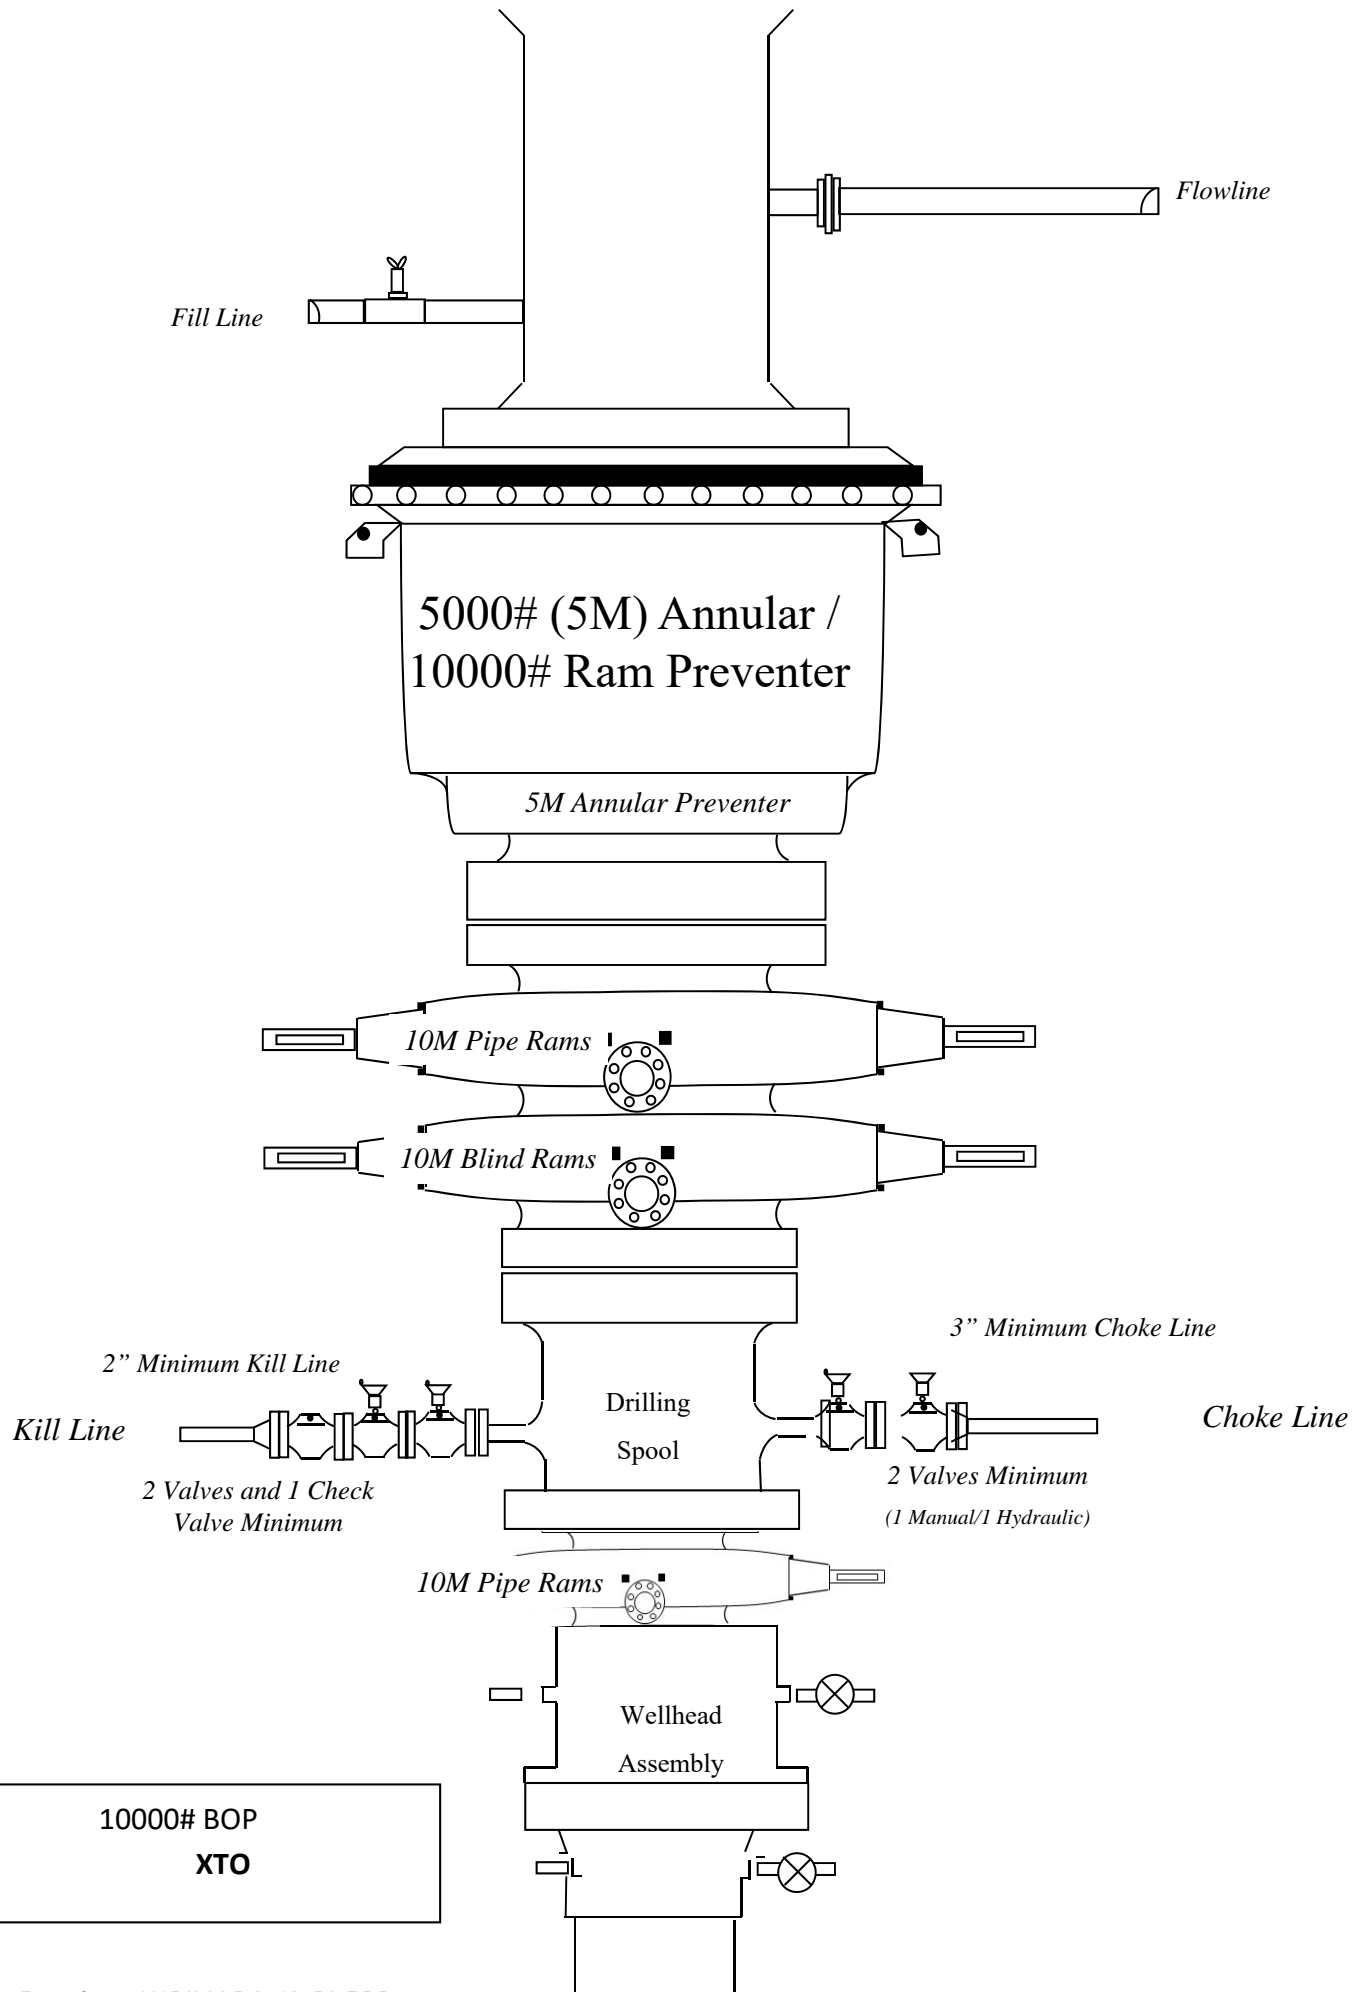 Flowline
Fill Line
5000# (5M) Annular /
10000# Ram Preventer
5M Annular Preventer
10M Pipe Rams
10M Blind Rams
3” Minimum Choke Line
2” Minimum Kill Line
Drilling
Spool
Kill Line
Choke Line
2 Valves and 1 Check
Valve Minimum
2 Valves Minimum
(1 Manual/1 Hydraulic)
10M Pipe Rams
Wellhead
Assembly
10000# BOP
XTO